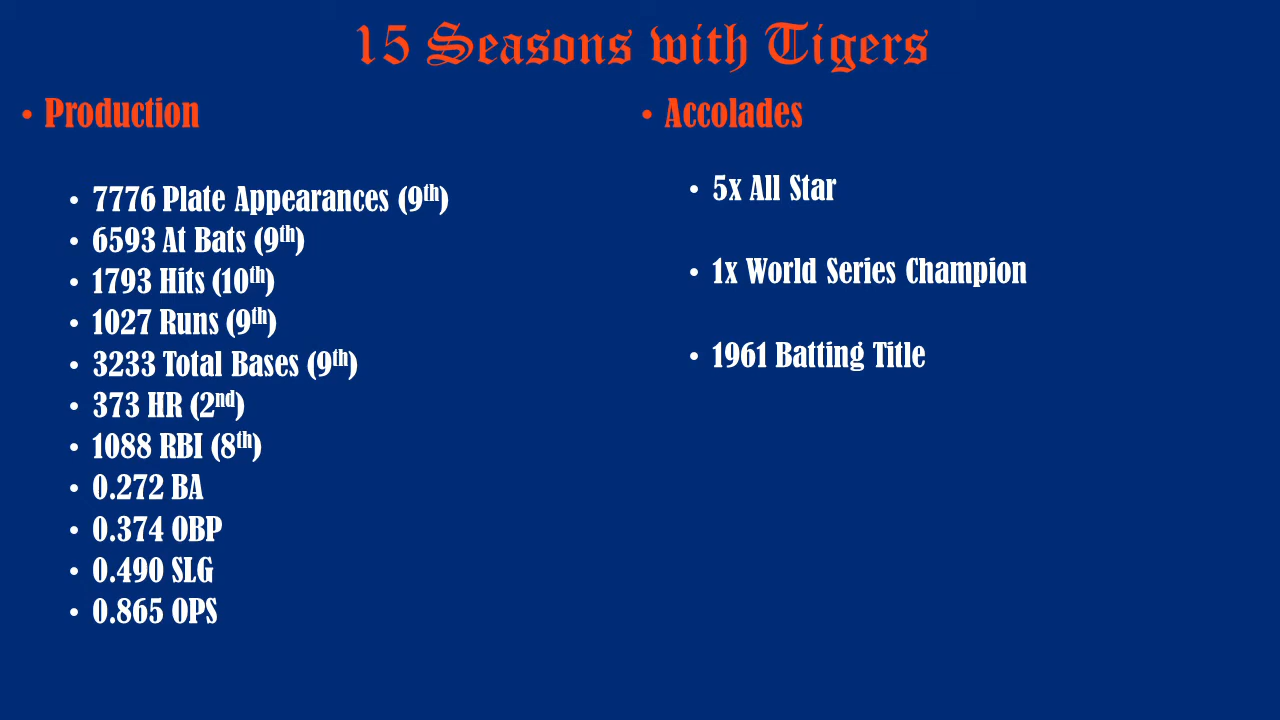 15 Seasons with Tigers
• Production
• 7776 Plate Appearances (9th)
• 6593 At Bats (9th)
• 1793 Hits (10th)
• 1027 Runs (9th)
• 3233 Total Bases (9th)
• 373 HR (2nd)
• 1088 RBI (8th)
• 0.272 BA
• 0.374 OBP
• 0.490 SLG
• 0.865 OPS
• Accolades
• 5x All Star
• 1x World Series Champion
• 1961 Batting Title